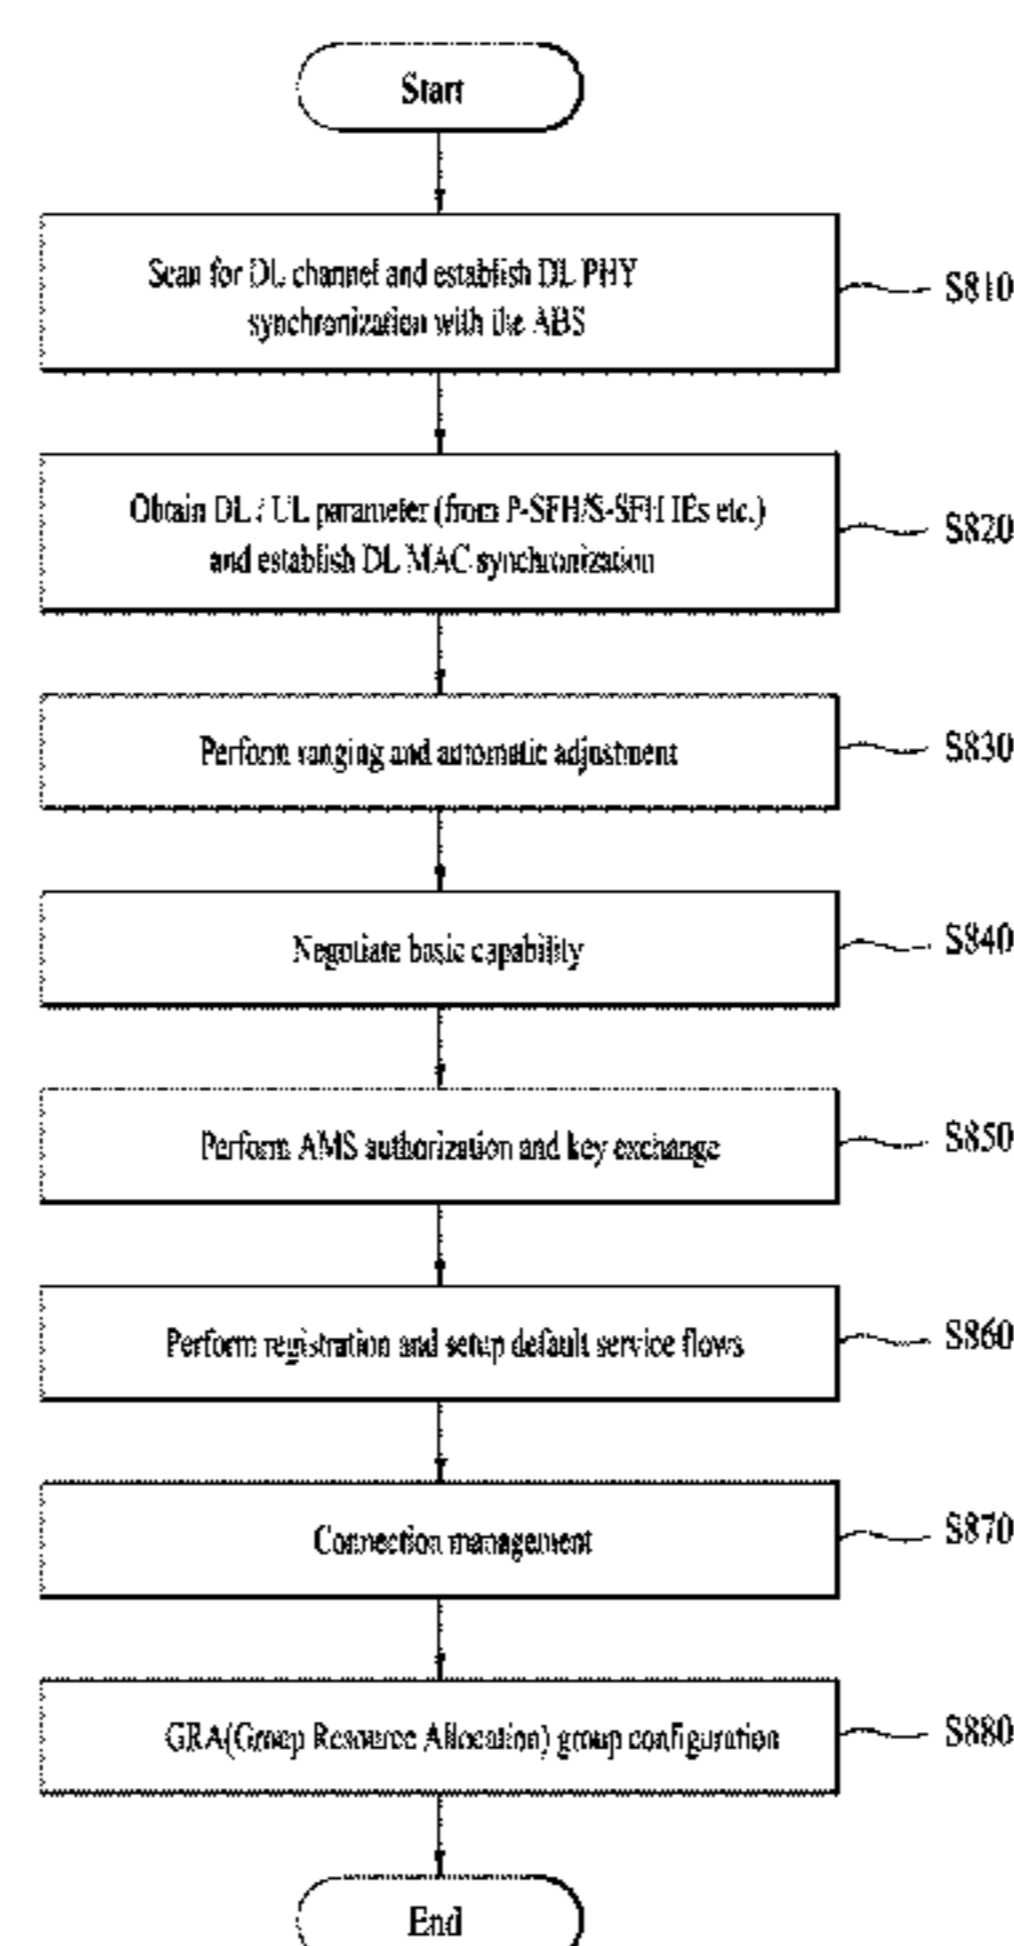 Start
Scan for DL channel and establish DL PHY
synchronization with the ABS
S810
Obtain DL / UL parameter (from P-SFH/S-SFH IEs etc.)
and establish DL MAC synchronization
S820
Perform ranging and automatic adjustment
S830
Negotiate basic capability
S840
Perform AMS authorization and key exchange
S850
Perform registration and setup default service flows
S860
Connection management
S870
GRA(Group Resource Allocation) group configuration
S880
End